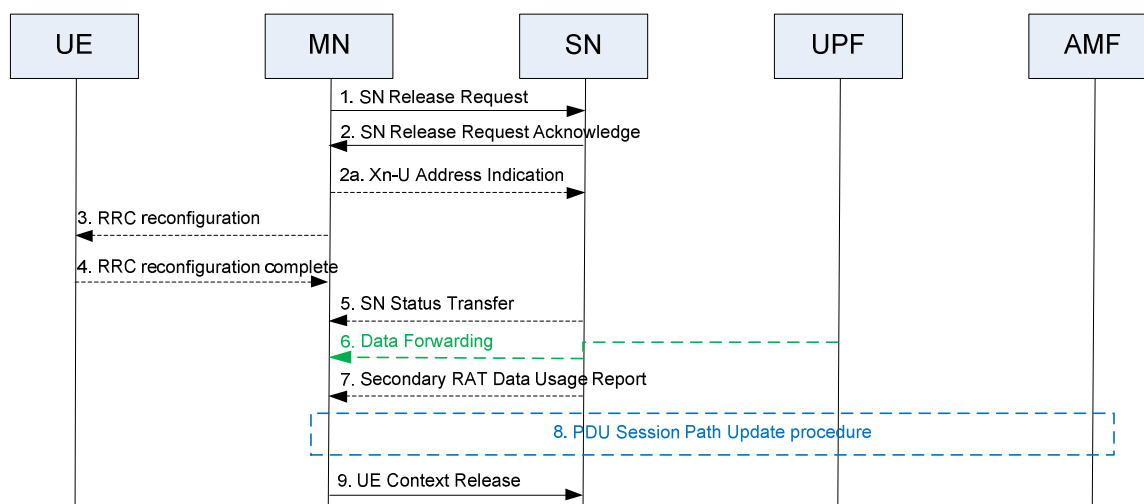 UE
MN
SN
UPF
AMF
1. SN Release Request
2. SN Release Request Acknowledge
2a. Xn-U Address Indication
3. RRC reconfiguration
4. RRC reconfiguration complete
5. SN Status Transfer
6. Data Forwarding
7. Secondary RAT Data Usage Report
8. PDU Session Path Update procedure
9. UE Context Release